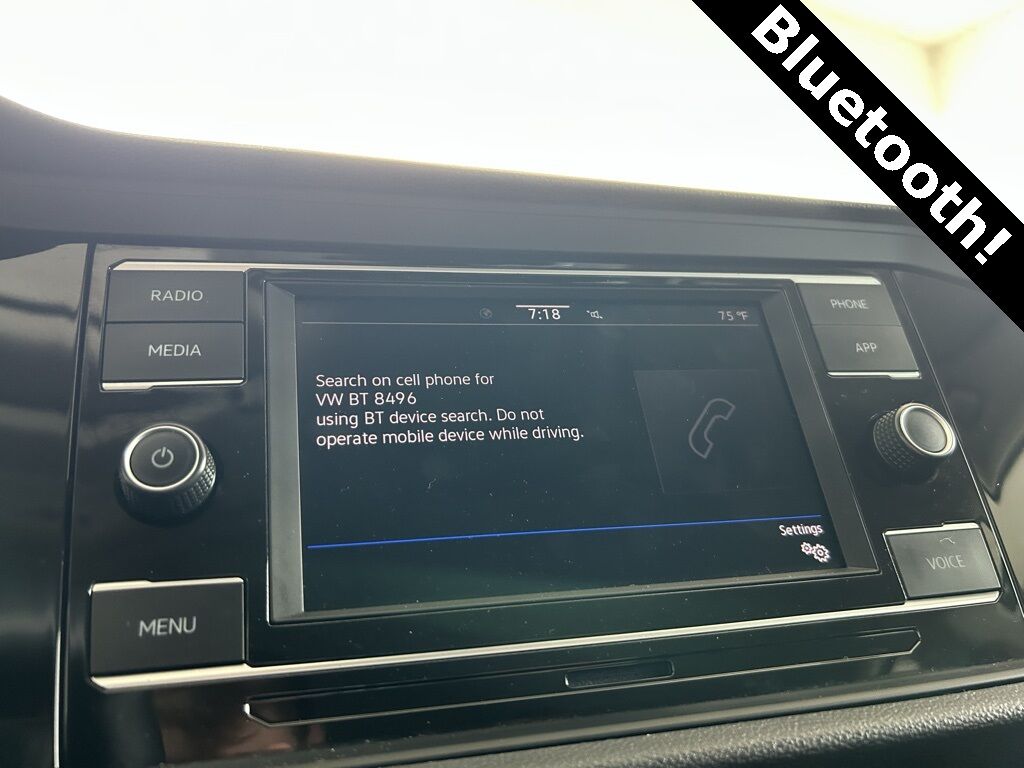 Bluetooth!
RADIO
MEDIA
MENU
7:18
75 °F
Search on cell phone for
VW BT 8496
using BT device search. Do not
operate mobile device while driving.
Settings
PHONE
APP
VOICE